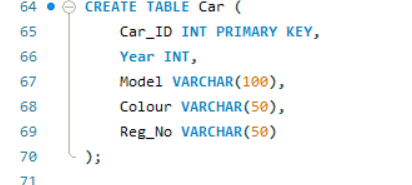 64 CREATE TABLE Car (
65 Car_ID INT PRIMARY KEY,
66 Year INT,
67 Model VARCHAR(100),
68 Colour VARCHAR(50),
69 Reg_No VARCHAR(50)
70 );
71